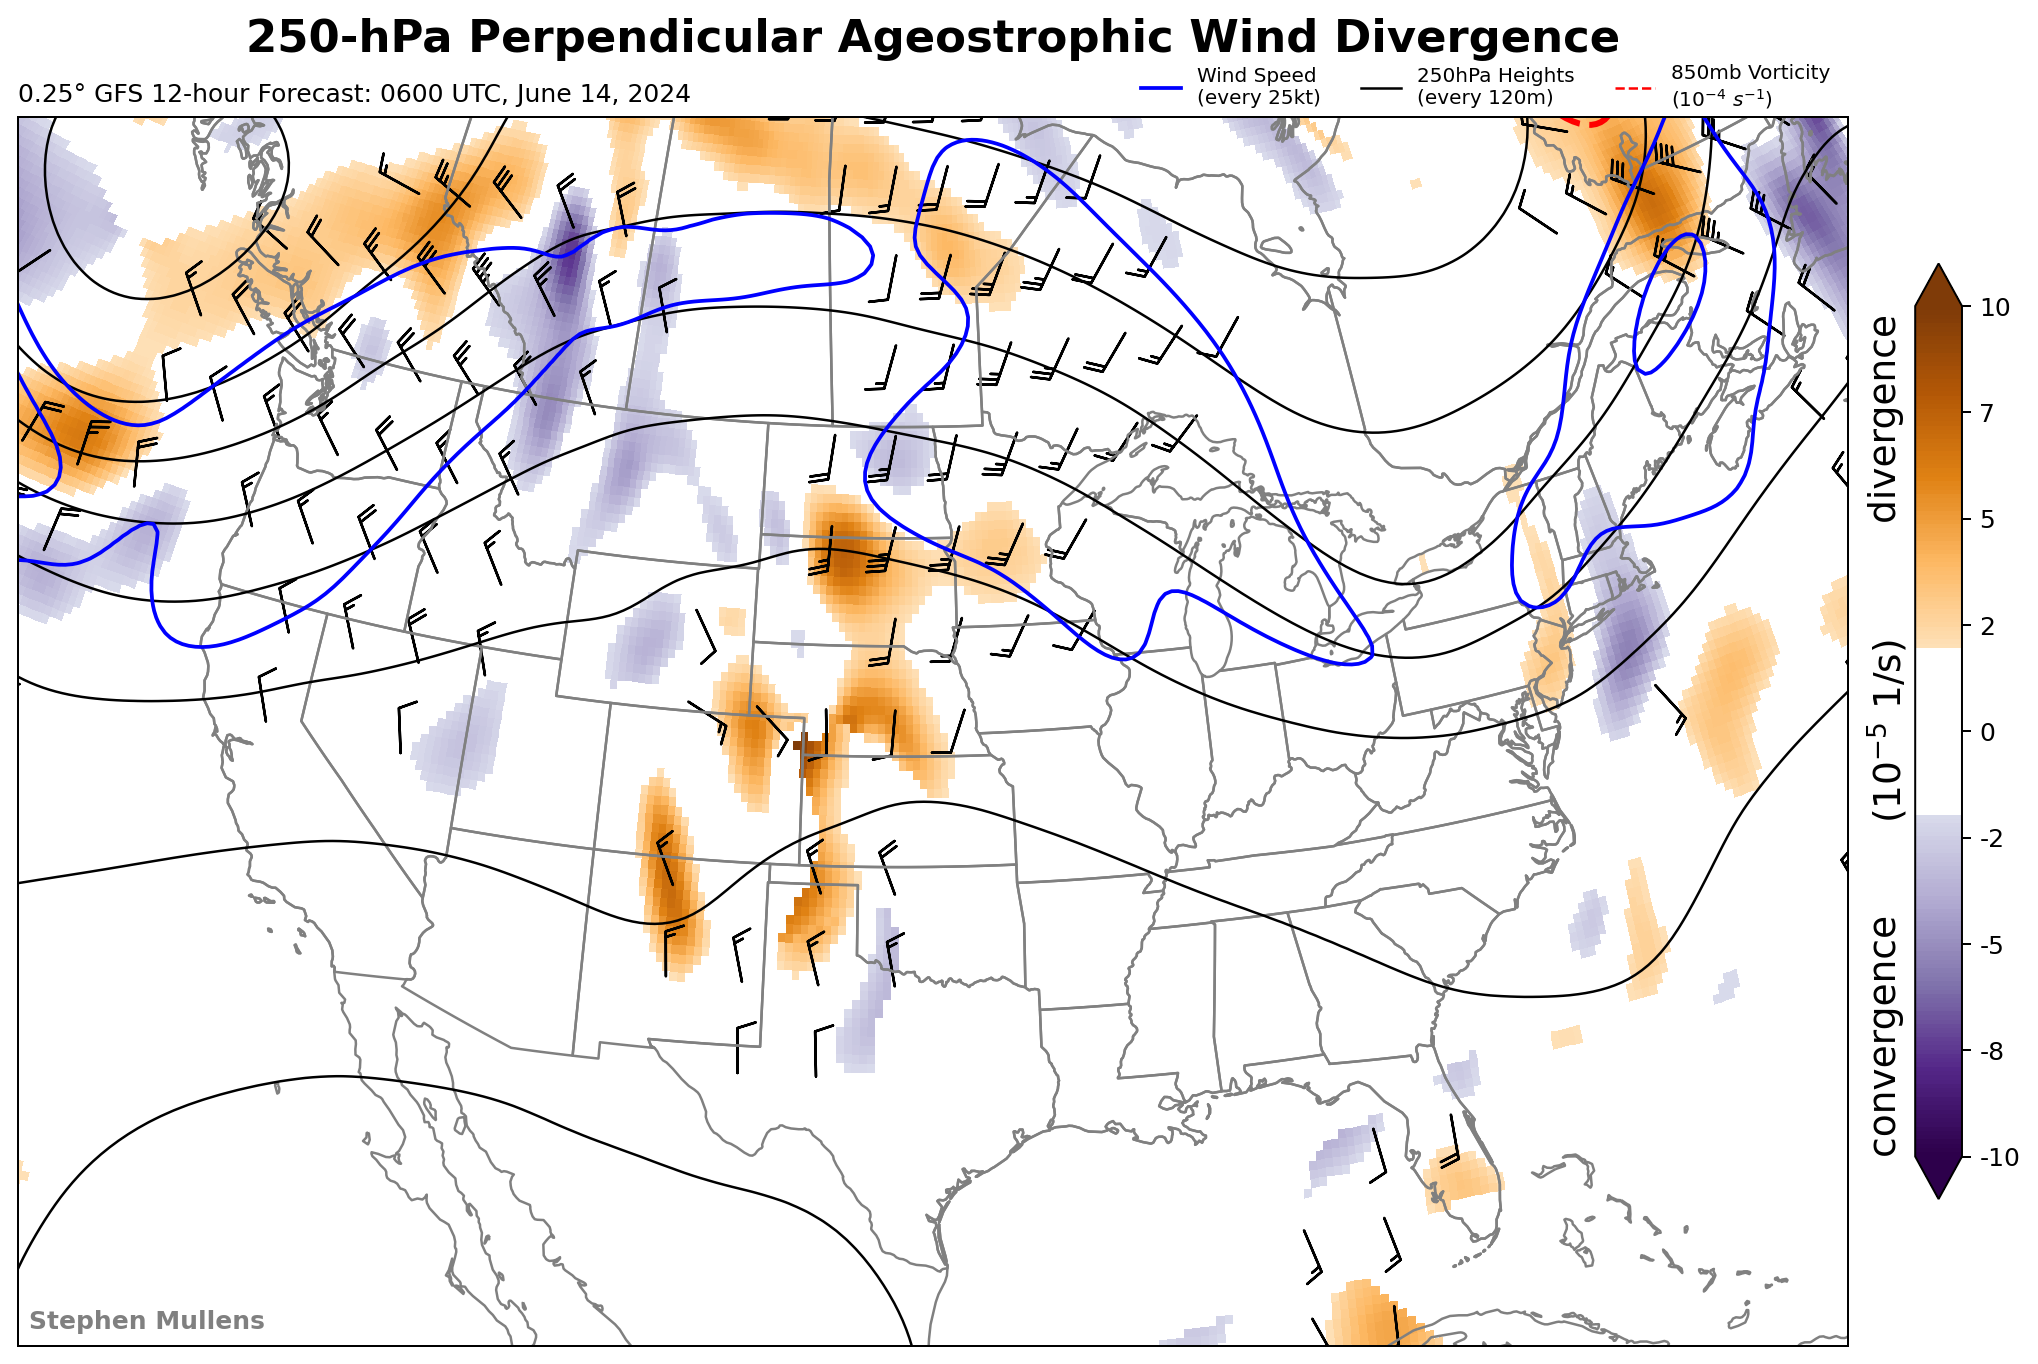 250-hPa Perpendicular Ageostrophic Wind Divergence
0.25° GFS 12-hour Forecast: 0600 UTC, June 14, 2024
Wind Speed
(every 25kt)
250hPa Heights
(every 120m)
850mb Vorticity
(10⁻⁴ s⁻¹)
10
7
5
2
0
-2
-5
-8
-10
convergence (10⁻⁵ 1/s) divergence
Stephen Mullens